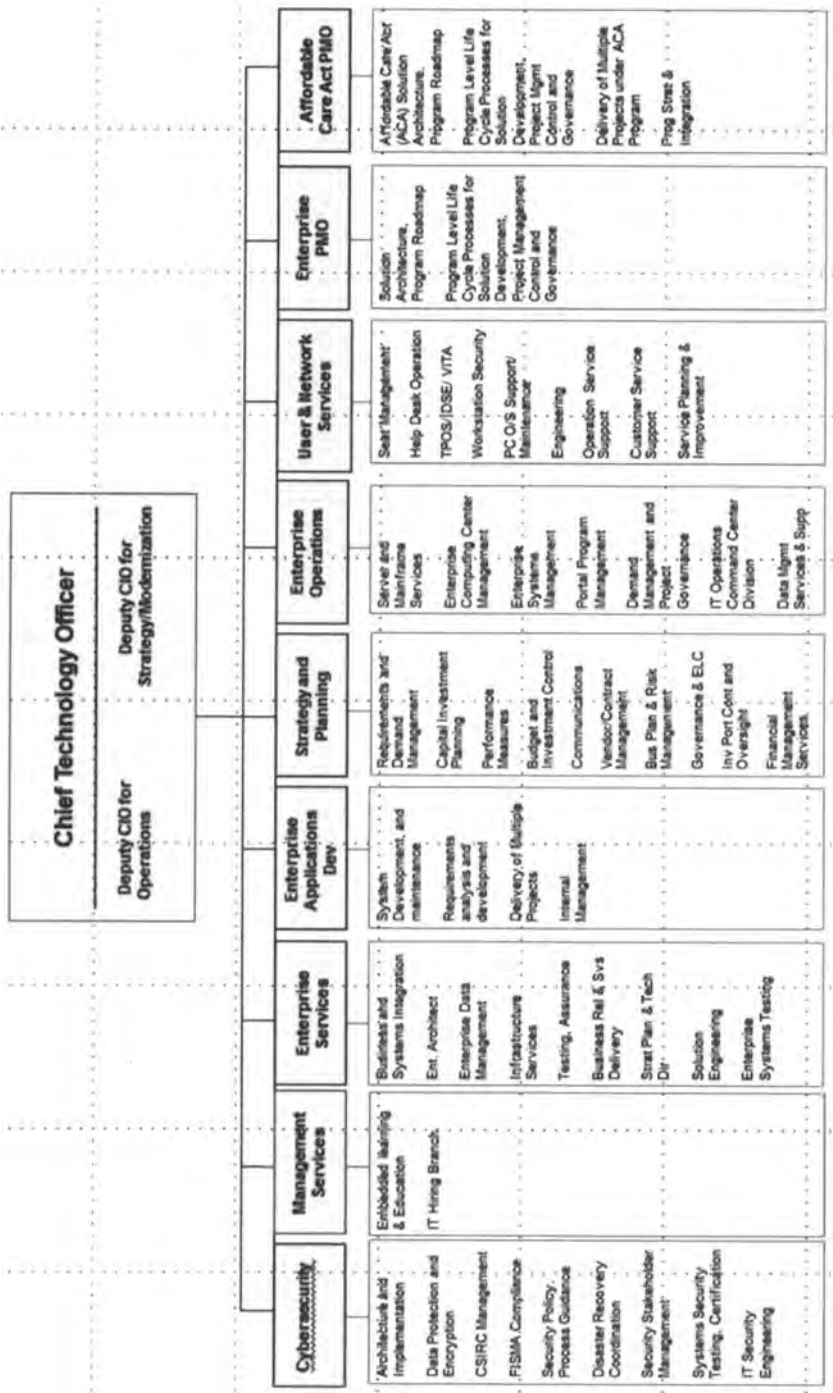 Chief Technology Officer
Deputy CIO for
Operations
Deputy CIO for
Strategy/Modernization
Cybersecurity
Architecture and
Implementation
Data Protection and
Encryption
CSIRC Management
FISMA Compliance
Security Policy
Process Guidance
Disaster Recovery
Coordination
Security Stakeholder
Management
Systems Security
Testing, Certification
IT Security
Engineering
Management
Services
Embedded learning
& Education
IT Hiring Branch
Enterprise
Services
Business and
Systems Integration
Ent. Architect
Enterprise Data
Management
Infrastructure
Services
Testing, Assurance
Business Rel & Svs
Delivery
Strat Plan & Tech
Dir
Solution
Engineering
Enterprise
Systems Testing
Enterprise
Applications
Dev
System
Development, and
maintenance
Requirements
analysis and
development
Delivery of Multiple
Projects
Internal
Management
Strategy and
Planning
Requirements and
Demand
Management
Capital Investment
Planning
Performance
Measures
Budget and
Investment Control
Communications
Vendor/Contract
Management
Bus Plan & Risk
Management
Governance & ELC
Inv Port Cont and
Oversight
Financial
Management
Services
Enterprise
Operations
Server and
Mainframe
Services
Enterprise
Computing Center
Management
Enterprise
Systems
Management
Portal Program
Management
Demand
Management and
Project
Governance
IT Operations
Command Center
Division
Data Mgmt
Services & Supp
User & Network
Services
Seat Management
Help Desk Operation
TPOS/IDSE/ VITA
Workstation Security
PC O/S Support/
Maintenance
Engineering
Operation Service
Support
Customer Service
Support
Service Planning &
Improvement
Enterprise
PMO
Solution
Architecture,
Program Roadmap
Program Level Life
Cycle Processes for
Solution
Development,
Project Management
Control and
Governance
Affordable
Care Act PMO
Affordable Care Act
(ACA) Solution
Architecture,
Program Roadmap
Program Level Life
Cycle Processes for
Solution
Development,
Project Mgmt
Control and
Governance
Delivery of Multiple
Projects under ACA
Program
Prog Strat &
Integration